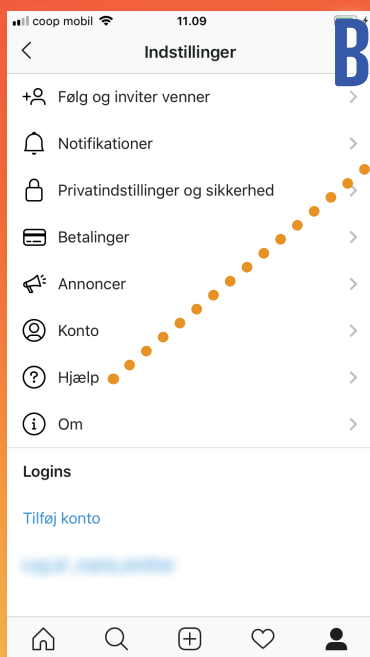 coop mobil 11.09
B
Indstillinger
Følg og inviter venner
Notifikationer
Privatindstillinger og sikkerhed
Betalinger
Annoncer
Konto
Hjælp
Om
Logins
Tilføj konto